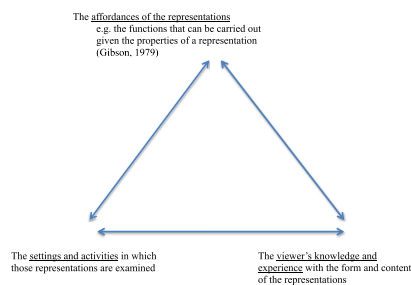 The affordances of the representations
e.g. the functions that can be carried out
given the properties of a representation
(Gibson, 1979)
The settings and activities in which
those representations are examined
The viewer's knowledge and
experience with the form and content
of the representations